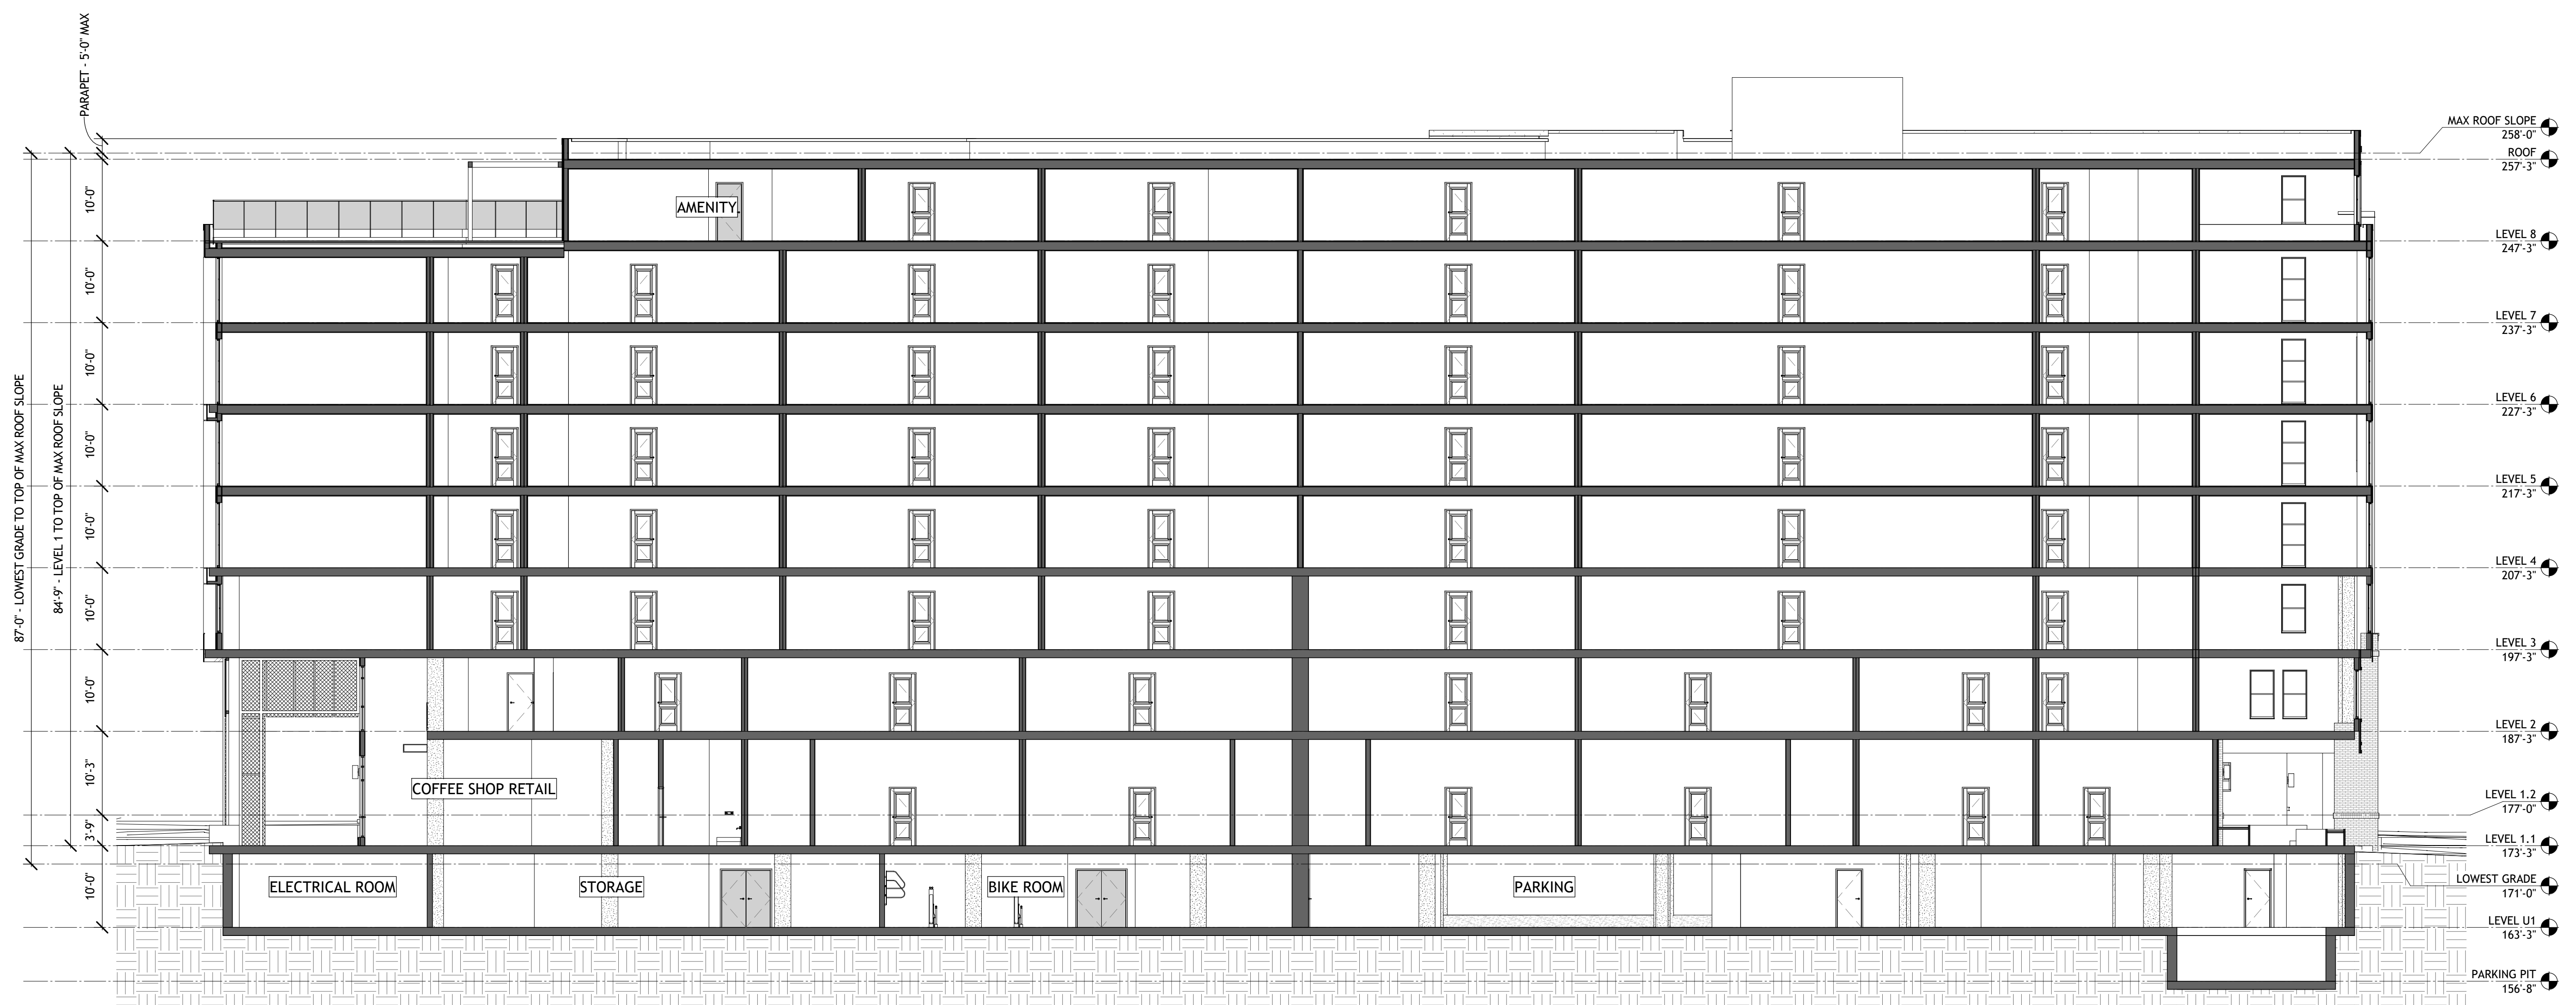 PARAPET - 5'-0" MAX
87'-0" - LOWEST GRADE TO TOP OF MAX ROOF SLOPE
84'-9" - LEVEL 1 TO TOP OF MAX ROOF SLOPE
10'-0"
10'-0"
10'-0"
10'-0"
10'-0"
10'-0"
10'-0"
10'-3"
3'-9"
10'-0"
AMENITY
COFFEE SHOP RETAIL
ELECTRICAL ROOM
STORAGE
BIKE ROOM
PARKING
MAX ROOF SLOPE
258'-0"
ROOF
257'-3"
LEVEL 8
247'-3"
LEVEL 7
237'-3"
LEVEL 6
227'-3"
LEVEL 5
217'-3"
LEVEL 4
207'-3"
LEVEL 3
197'-3"
LEVEL 2
187'-3"
LEVEL 1.2
177'-0"
LEVEL 1.1
173'-3"
LOWEST GRADE
171'-0"
LEVEL U1
163'-3"
PARKING PIT
156'-8"